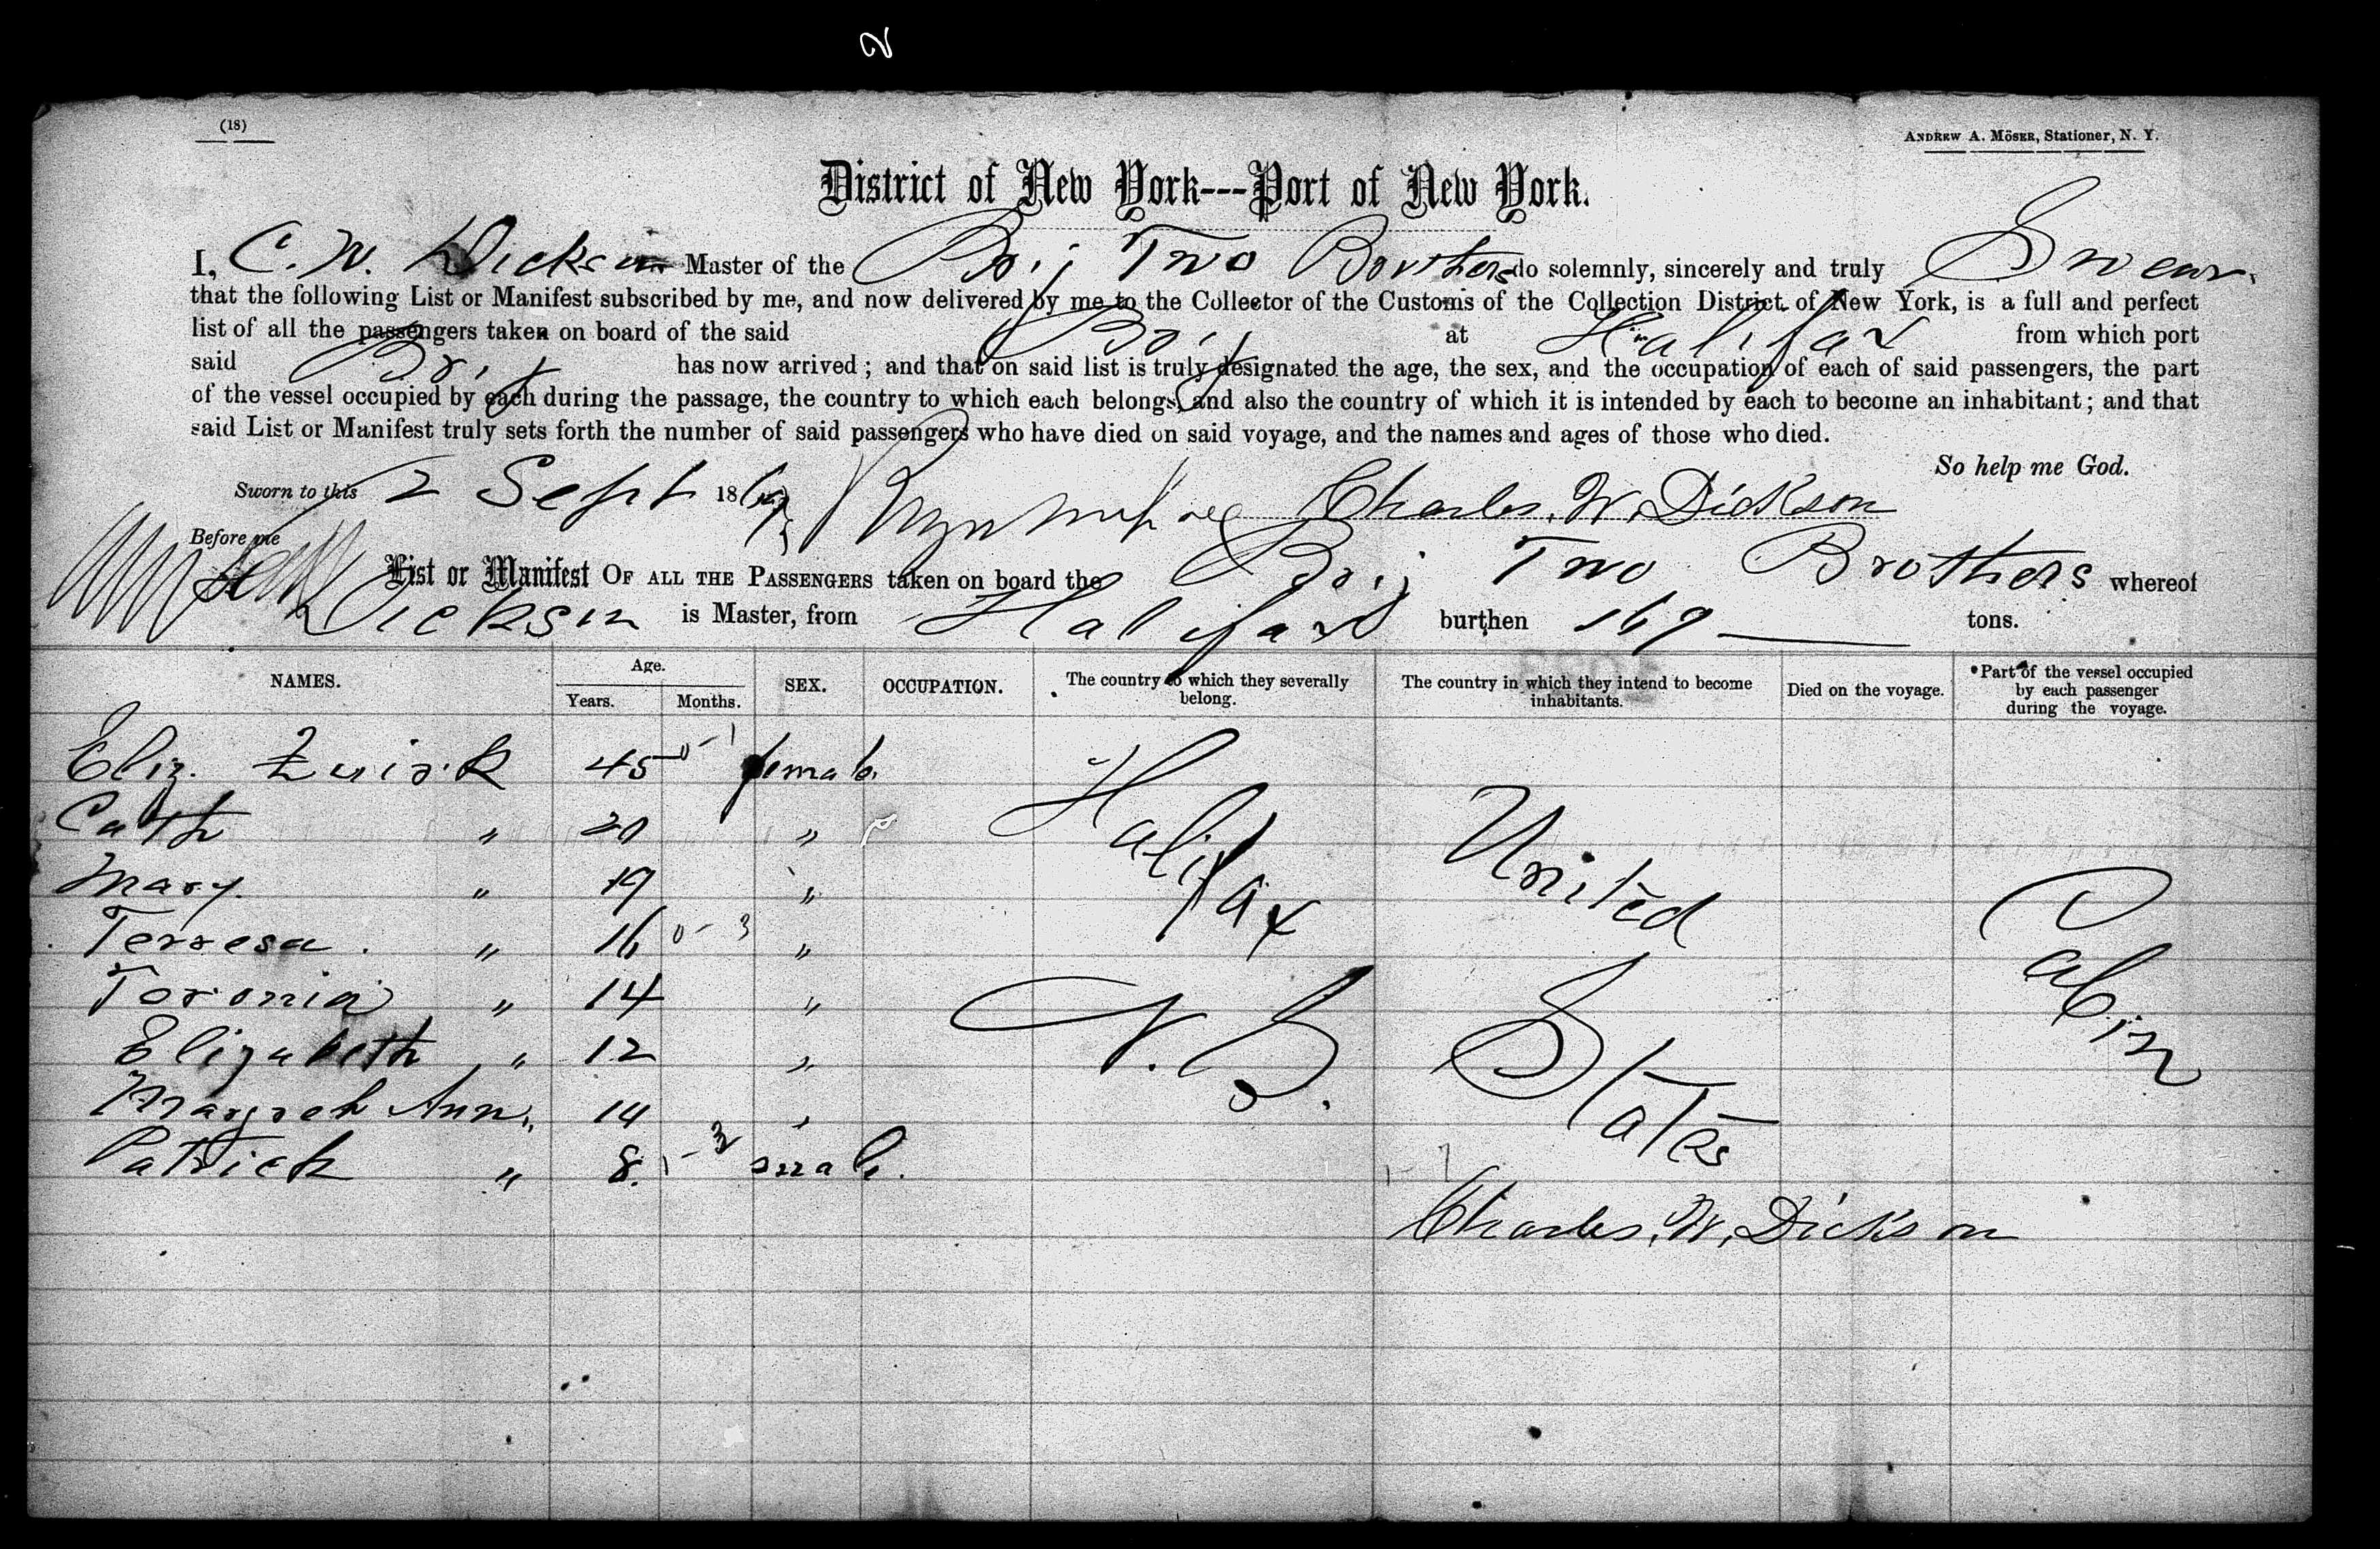 2
(18)
ANDREW A. MÖSER, Stationer, N. Y.
District of New York---Port of New York.
I, C. W. Dickson Master of the Brig Two Brothers do solemnly, sincerely and truly Swear,
that the following List or Manifest subscribed by me, and now delivered by me to the Collector of the Customs of the Collection District of New York, is a full and perfect
list of all the passengers taken on board of the said Brig at Halifax from which port
said Brig has now arrived ; and that on said list is truly designated the age, the sex, and the occupation of each of said passengers, the part
of the vessel occupied by each during the passage, the country to which each belongs, and also the country of which it is intended by each to become an inhabitant ; and that
said List or Manifest truly sets forth the number of said passengers who have died on said voyage, and the names and ages of those who died.
So help me God.
Sworn to this 2 Sept 186 Charles. W. Dickson
Before me
List or Manifest OF ALL THE PASSENGERS taken on board the Brig Two Brothers whereof
Dickson is Master, from Halifax burthen 169 tons.
NAMES. Age. Years. Months. SEX. OCCUPATION. The country to which they severally belong. The country in which they intend to become inhabitants. Died on the voyage. *Part of the vessel occupied by each passenger during the voyage.
Eliz. Quirk 45 0-1 female
Cath " 20 "
Mary " 19 "
Terresa " 16 0-3 "
" 14 "
Elizabeth " 12 "
Margret Ann " 14 "
Patrick " 8. male.
Halifax
N. S.
United
States
Cabin
Charles. W. Dickson